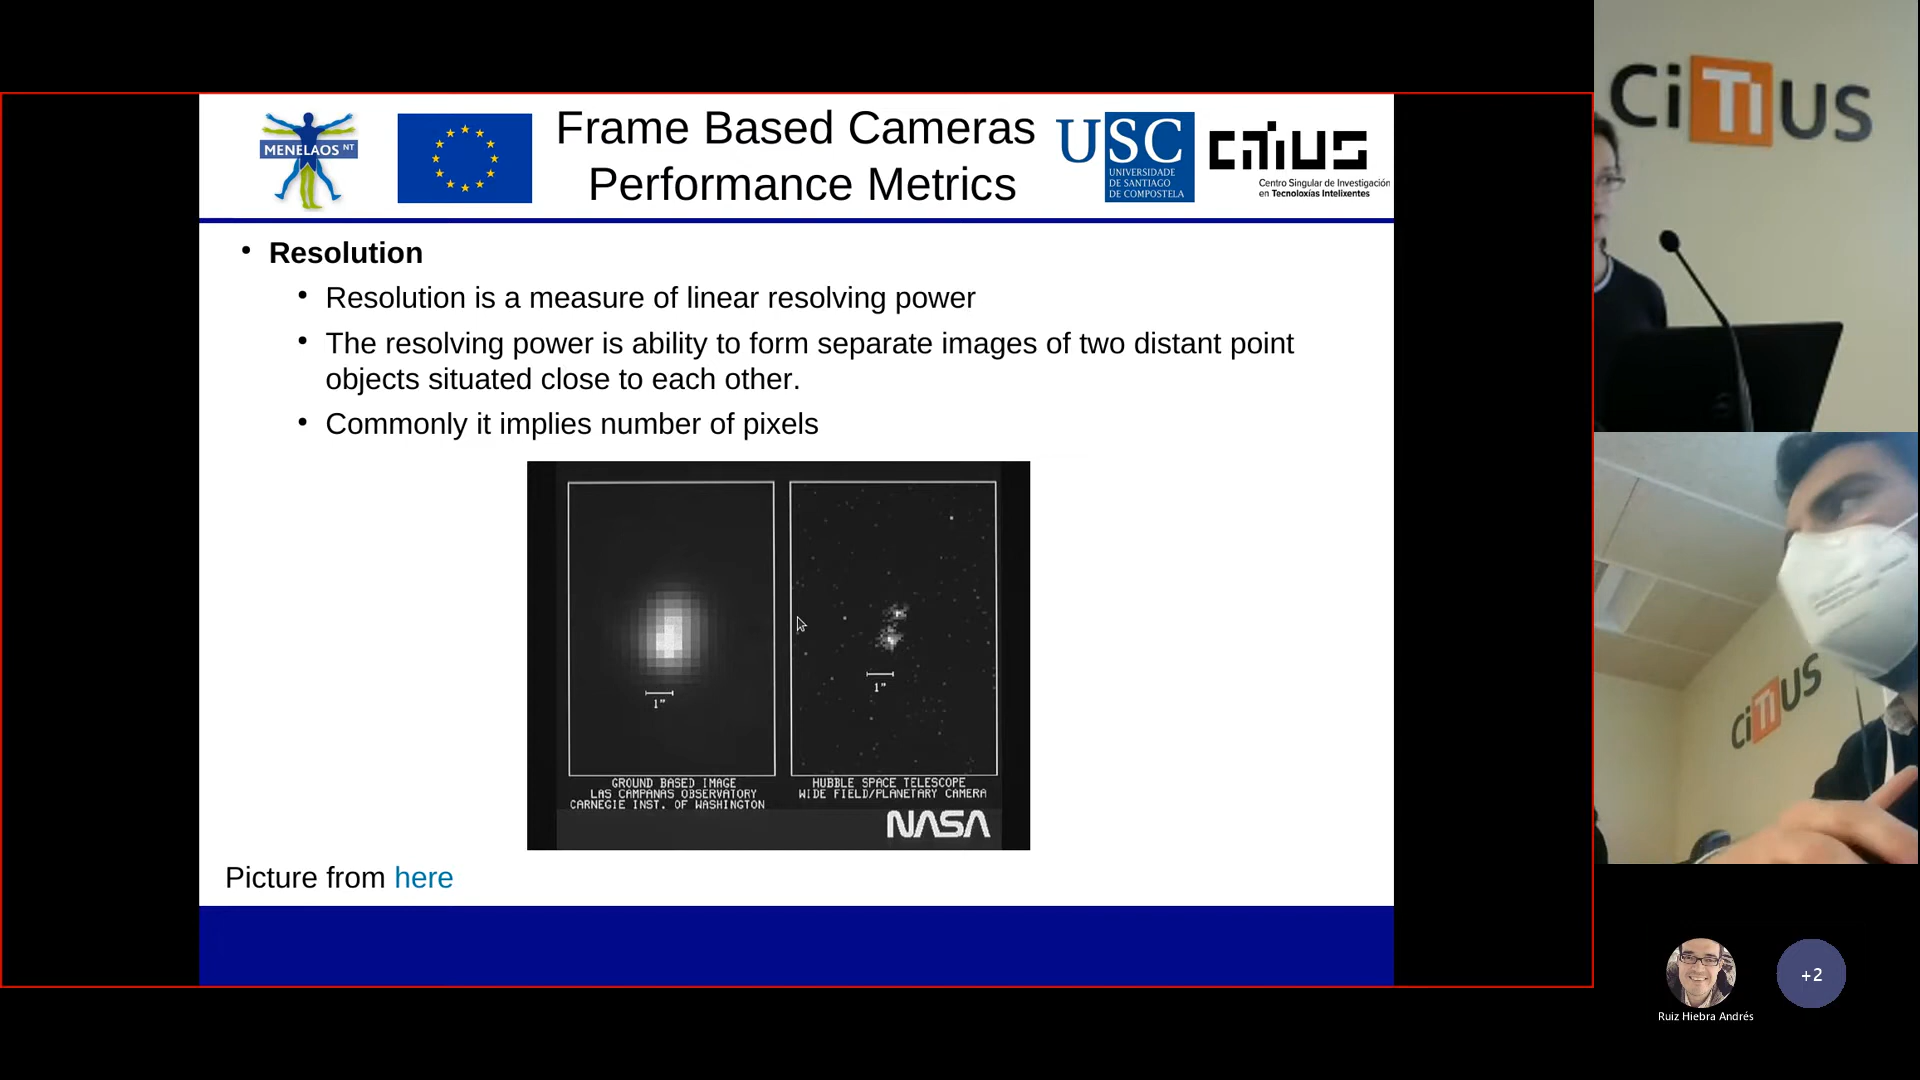 MENELAOS NT
Frame Based Cameras
Performance Metrics
USC
UNIVERSIDADE
DE SANTIAGO
DE COMPOSTELA
CiTIUS
Centro Singular de Investigación
en Tecnoloxías Intelixentes
• Resolution
• Resolution is a measure of linear resolving power
• The resolving power is ability to form separate images of two distant point
objects situated close to each other.
• Commonly it implies number of pixels
1"
1"
GROUND BASED IMAGE
LAS CAMPANAS OBSERVATORY
CARNEGIE INST. OF WASHINGTON
HUBBLE SPACE TELESCOPE
WIDE FIELD/PLANETARY CAMERA
NASA
Picture from here
CiTIUS
CiTIUS
Ruiz Hiebra Andrés
+2